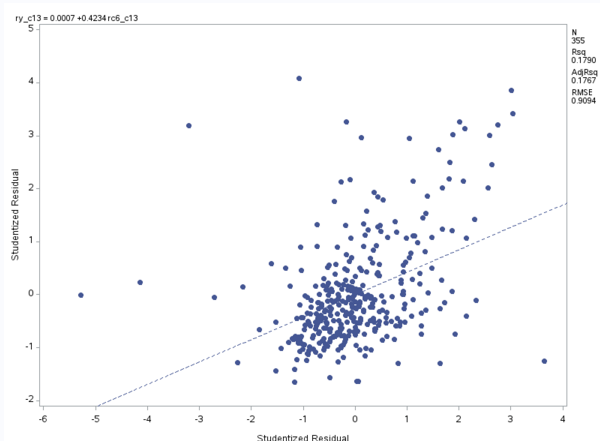 ry_c13 = 0.0007 +0.4234 rc6_c13
N
355
Rsq
0.1790
AdjRsq
0.1767
RMSE
0.9094
5
4
3
2
1
0
-1
-2
Studentized Residual
-6 -5 -4 -3 -2 -1 0 1 2 3 4
Studentized Residual